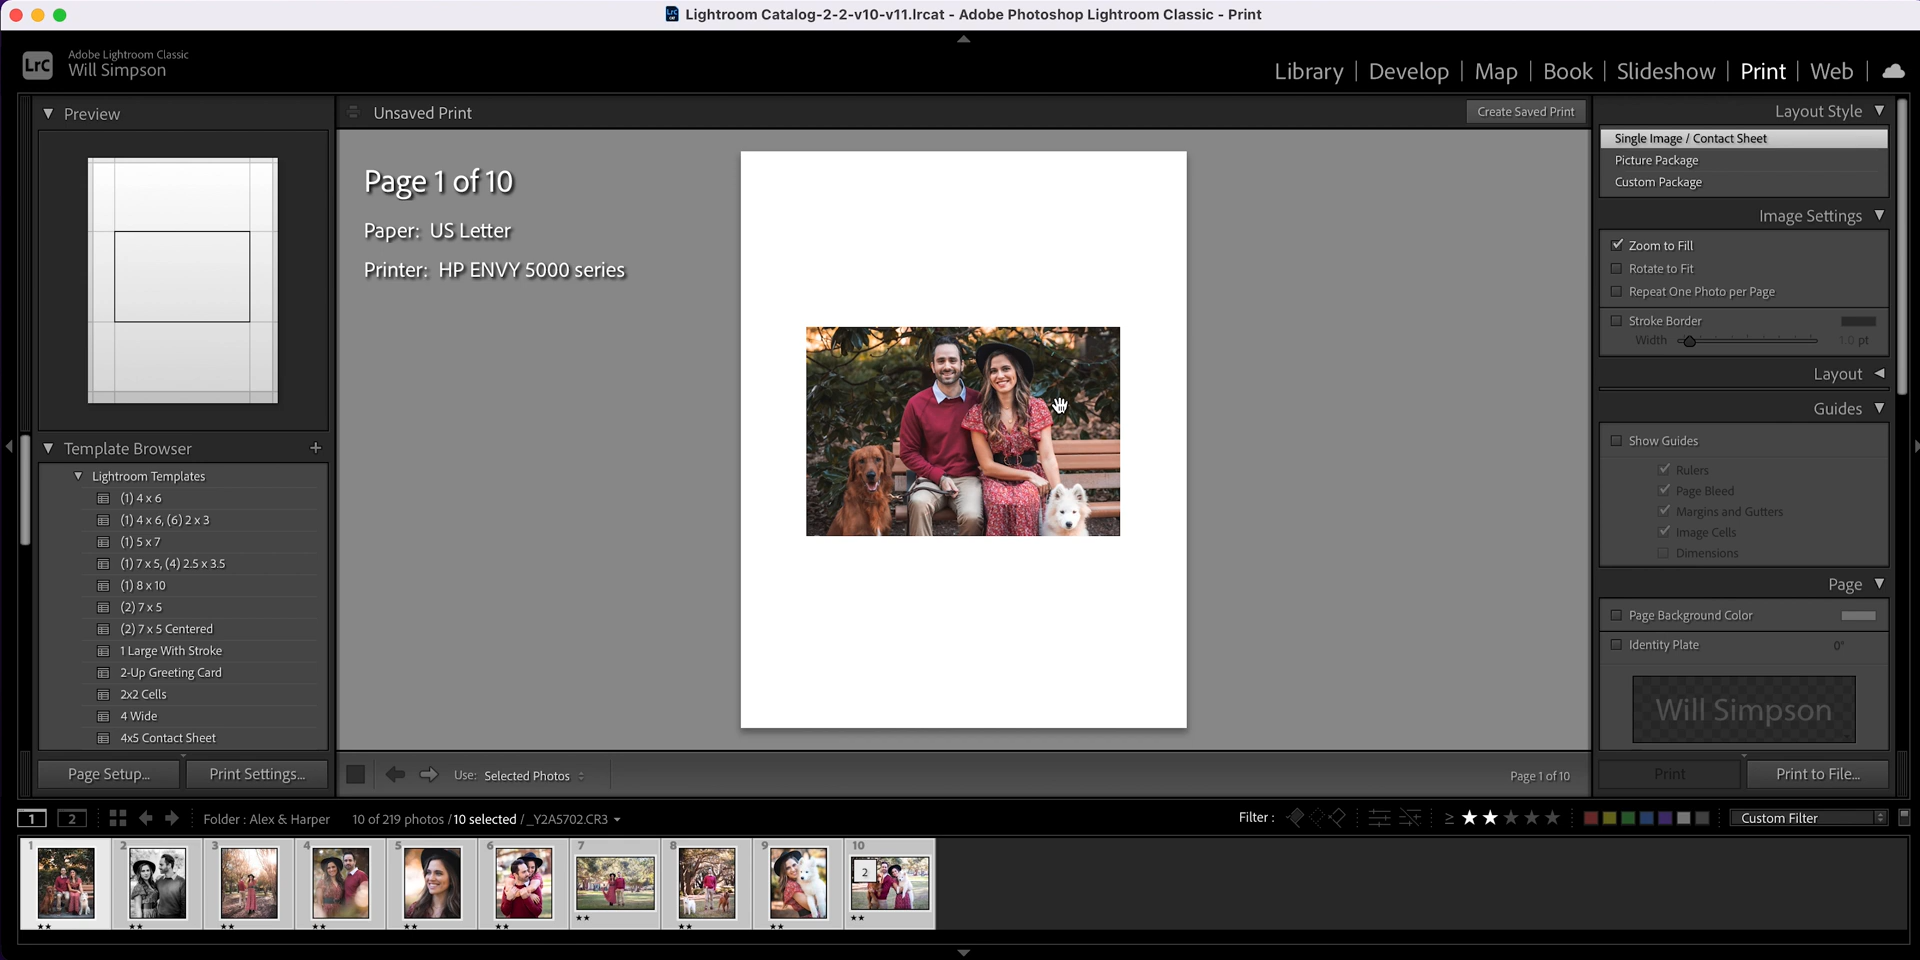 Lightroom Catalog-2-2-v10-v11.lrcat - Adobe Photoshop Lightroom Classic - Print
LrC
Adobe Lightroom Classic
Will Simpson
Library | Develop | Map | Book | Slideshow | Print | Web
Preview
Unsaved Print
Create Saved Print
Page 1 of 10
Paper: US Letter
Printer: HP ENVY 5000 series
Template Browser
Lightroom Templates
(1) 4 x 6
(1) 4 x 6, (6) 2 x 3
(1) 5 x 7
(1) 7 x 5, (4) 2.5 x 3.5
(1) 8 x 10
(2) 7 x 5
(2) 7 x 5 Centered
1 Large With Stroke
2-Up Greeting Card
2x2 Cells
4 Wide
4x5 Contact Sheet
Page Setup...
Print Settings...
Use: Selected Photos
Page 1 of 10
Layout Style
Single Image / Contact Sheet
Picture Package
Custom Package
Image Settings
Zoom to Fill
Rotate to Fit
Repeat One Photo per Page
Stroke Border
Width 1.0 pt
Layout
Guides
Show Guides
Rulers
Page Bleed
Margins and Gutters
Image Cells
Dimensions
Page
Page Background Color
Identity Plate 0°
Will Simpson
Print
Print to File...
1 2 Folder : Alex & Harper 10 of 219 photos / 10 selected / _Y2A5702.CR3
Filter :
Custom Filter
1 2 3 4 5 6 7 8 9 10
2